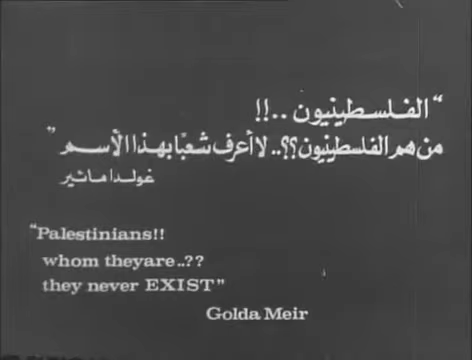 "الفلسطينيون ..!!
من هم الفلسطينيون؟؟.. لا أعرف شعبًا بهذا الأسم"
غولدا مائير
"Palestinians!!
whom theyare..??
they never EXIST"
Golda Meir